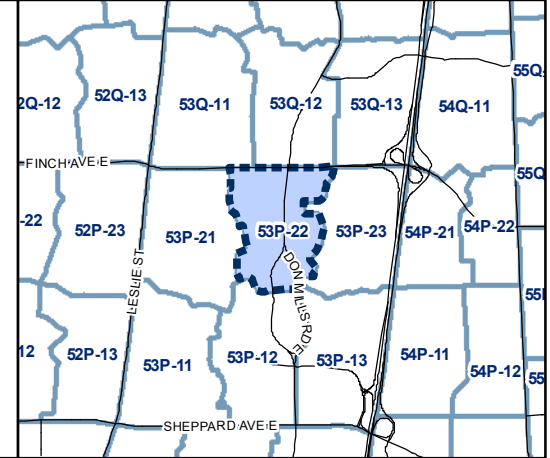 55Q
2Q-12
52Q-13
53Q-11
53Q-12
53Q-13
54Q-11
FINCH AVE E
55Q
-22
52P-23
53P-21
53P-22
53P-23
54P-21
54P-22
LESLIE ST
DON MILLS RD E
55
12
52P-13
53P-11
53P-12
53P-13
54P-11
54P-12
55
SHEPPARD AVE E